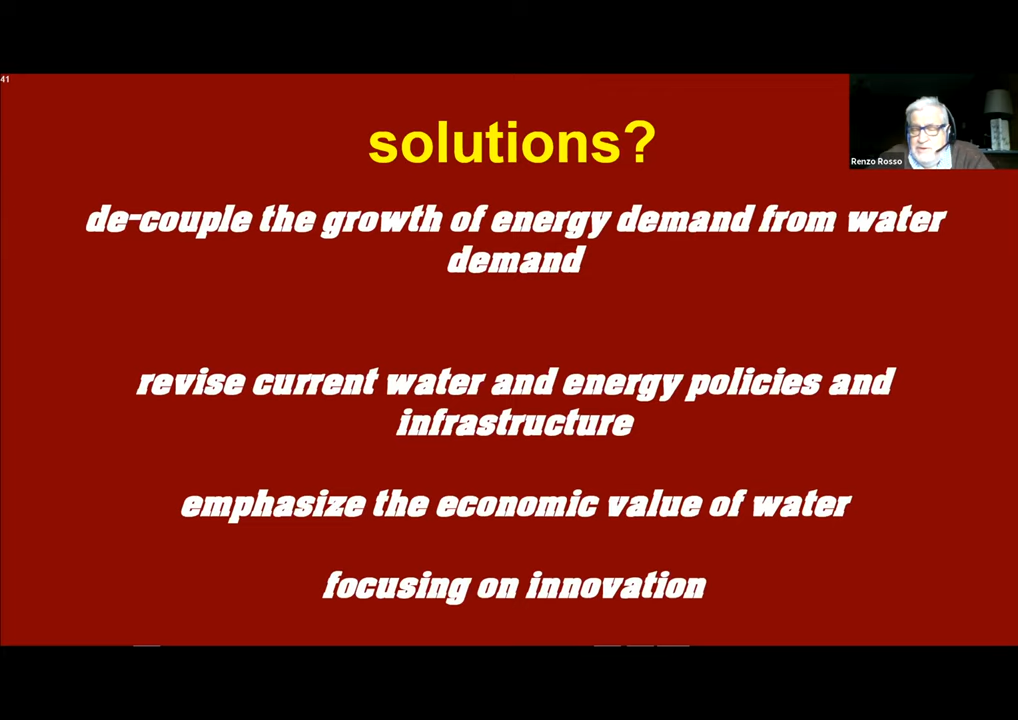 41
solutions?
Renzo Rosso
de-couple the growth of energy demand from water
demand
revise current water and energy policies and
infrastructure
emphasize the economic value of water
focusing on innovation